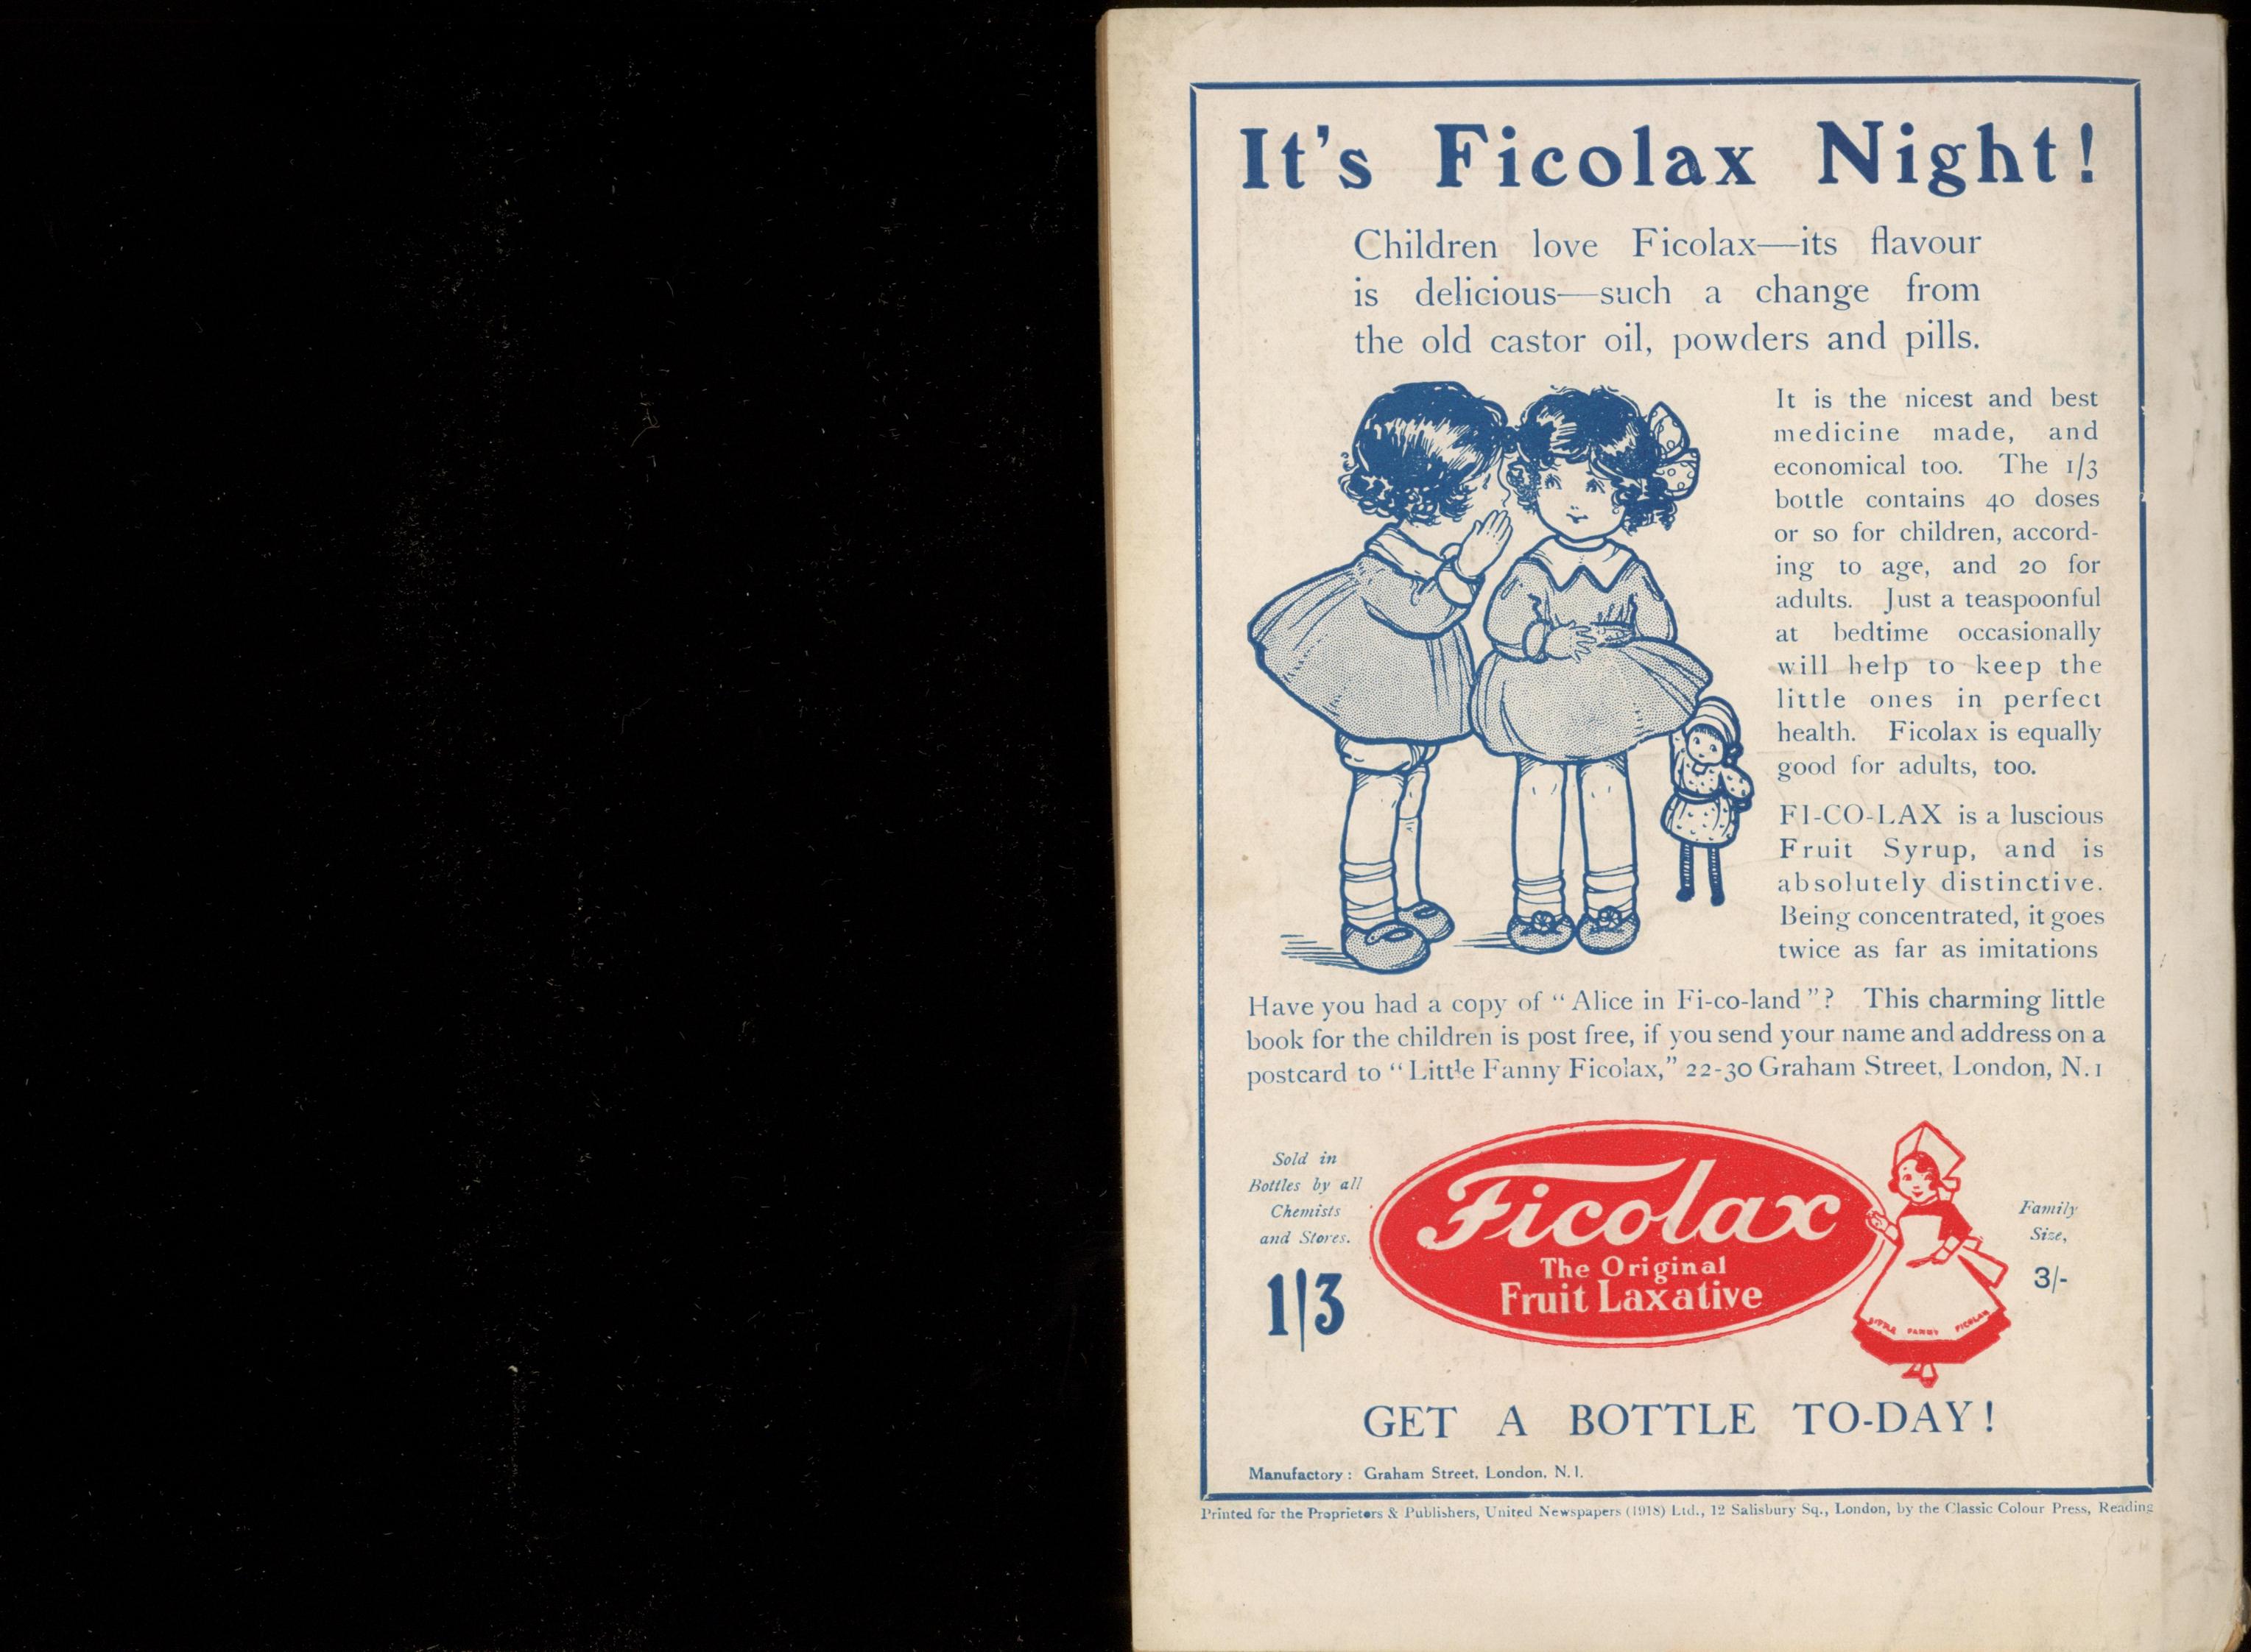 It's Ficolax Night!
Children love Ficolax—its flavour
is delicious—such a change from
the old castor oil, powders and pills.
It is the nicest and best
medicine made, and
economical too. The 1/3
bottle contains 40 doses
or so for children, accord-
ing to age, and 20 for
adults. Just a teaspoonful
at bedtime occasionally
will help to keep the
little ones in perfect
health. Ficolax is equally
good for adults, too.
FI-CO-LAX is a luscious
Fruit Syrup, and is
absolutely distinctive.
Being concentrated, it goes
twice as far as imitations
Have you had a copy of "Alice in Fi-co-land"? This charming little
book for the children is post free, if you send your name and address on a
postcard to "Little Fanny Ficolax," 22-30 Graham Street, London, N.1
Sold in
Bottles by all
Chemists
and Stores.
1/3
Ficolax
The Original
Fruit Laxative
LITTLE FANNY FICOLAX
Family
Size,
3/-
GET A BOTTLE TO-DAY!
Manufactory: Graham Street, London, N.1.
Printed for the Proprietors & Publishers, United Newspapers (1918) Ltd., 12 Salisbury Sq., London, by the Classic Colour Press, Reading